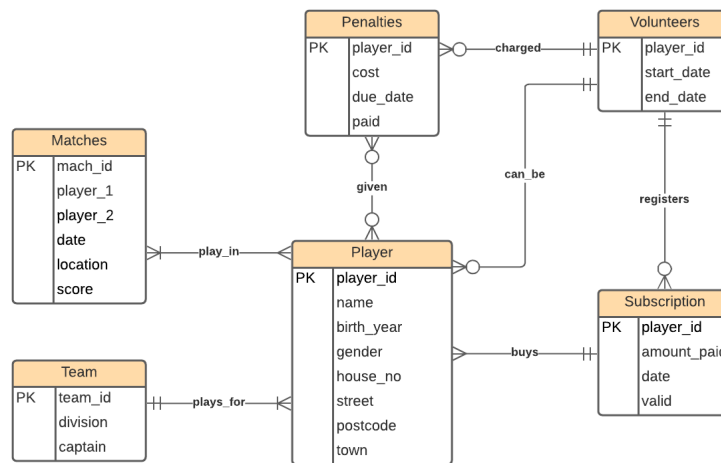 Penalties
PK player_id
cost
due_date
paid
charged
Volunteers
PK player_id
start_date
end_date
Matches
PK mach_id
player_1
player_2
date
location
score
given
can_be
registers
play_in
Player
PK player_id
name
birth_year
gender
house_no
street
postcode
town
Subscription
PK player_id
amount_paid
date
valid
buys
Team
PK team_id
division
captain
plays_for